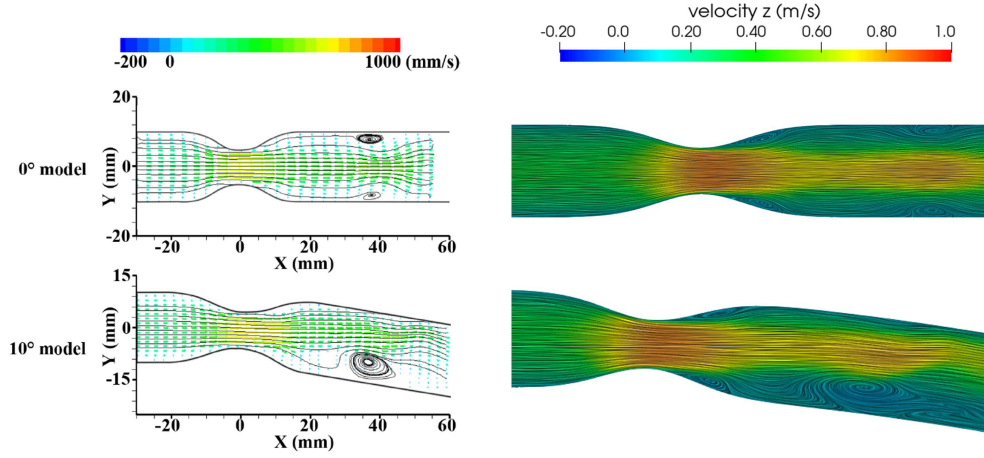 velocity z (m/s)
-200 0 1000 (mm/s)
-0.20 0.0 0.20 0.40 0.60 0.80 1.0
0° model
Y (mm)
20
0
-20
-20 0 20 40 60
X (mm)
10° model
Y (mm)
15
0
-15
-20 0 20 40 60
X (mm)